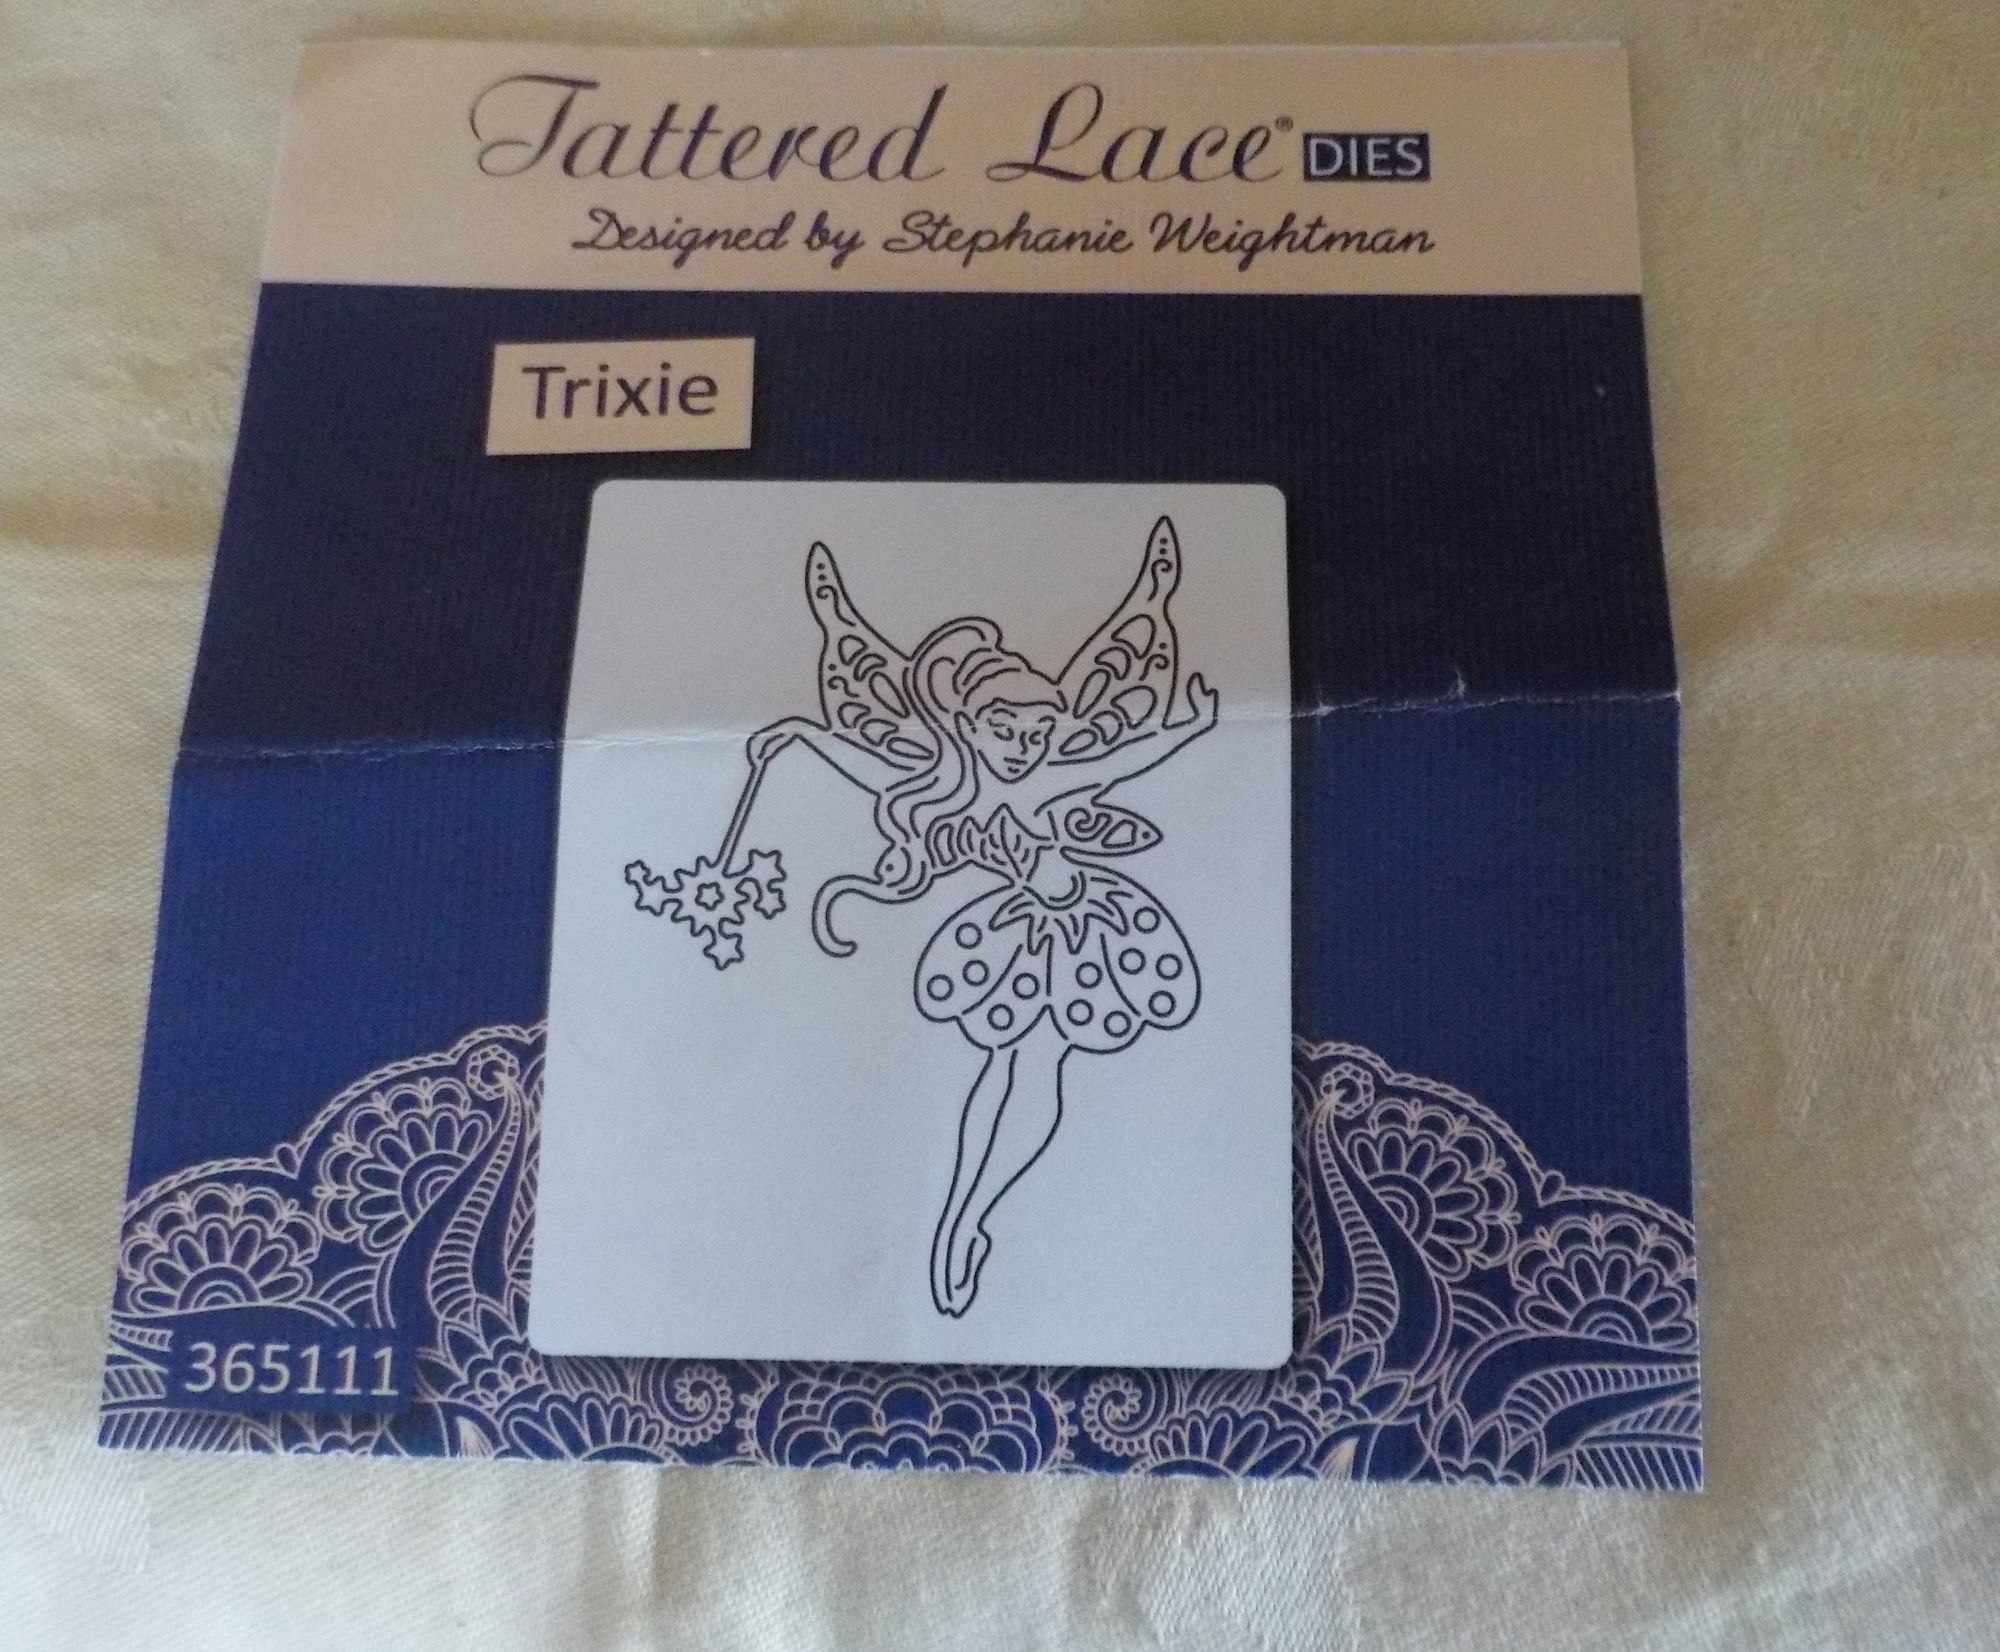 Tattered Lace® DIES
Designed by Stephanie Weightman
Trixie
365111